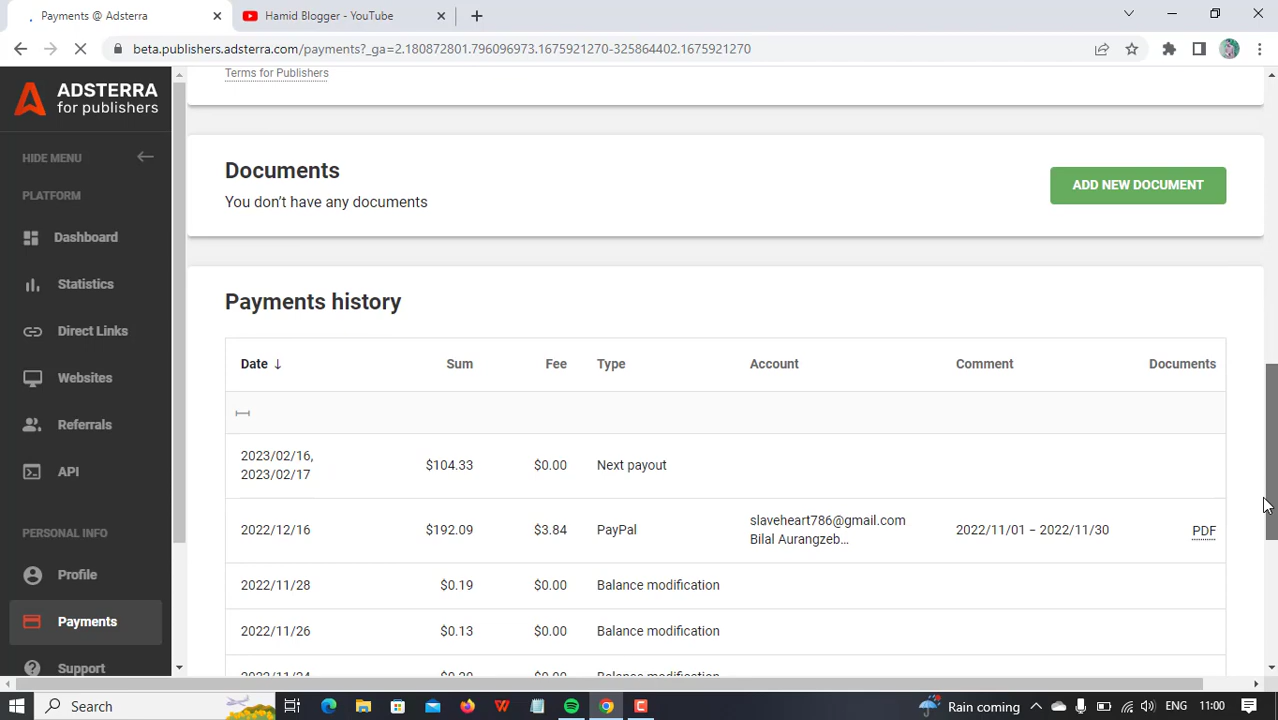 Payments @ Adsterra
Hamid Blogger - YouTube
beta.publishers.adsterra.com/payments?_ga=2.180872801.796096973.1675921270-325864402.1675921270
ADSTERRA
for publishers
HIDE MENU
PLATFORM
Dashboard
Statistics
Direct Links
Websites
Referrals
API
PERSONAL INFO
Profile
Payments
Support
Terms for Publishers
Documents
You don't have any documents
ADD NEW DOCUMENT
Payments history
Date ↓ Sum Fee Type Account Comment Documents
2023/02/16,
2023/02/17 $104.33 $0.00 Next payout
2022/12/16 $192.09 $3.84 PayPal slaveheart786@gmail.com 2022/11/01 – 2022/11/30 PDF
Bilal Aurangzeb...
2022/11/28 $0.19 $0.00 Balance modification
2022/11/26 $0.13 $0.00 Balance modification
Search
Rain coming
ENG 11:00